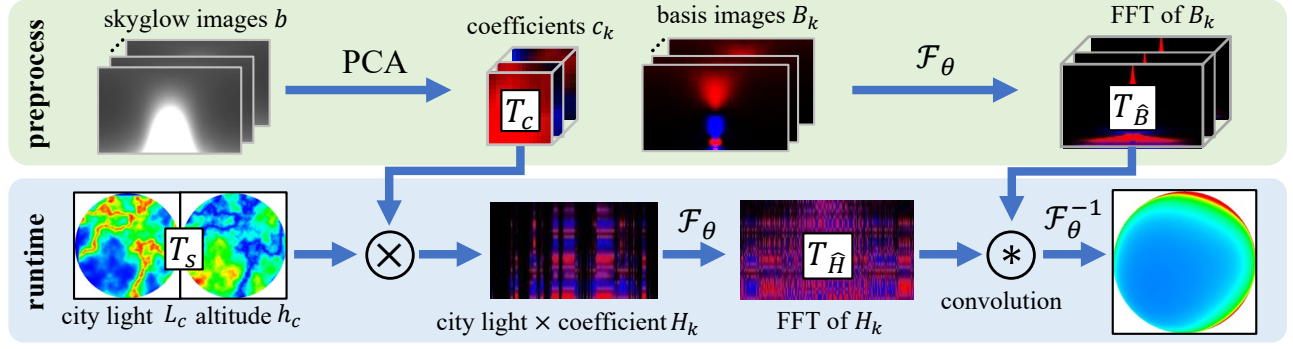 preprocess
skyglow images b
PCA
coefficients c_k
T_c
basis images B_k
ℱ_θ
FFT of B_k
T_B̂
runtime
T_s
city light L_c altitude h_c
×
city light × coefficient H_k
ℱ_θ
T_Ĥ
FFT of H_k
*
convolution
ℱ_θ^{-1}